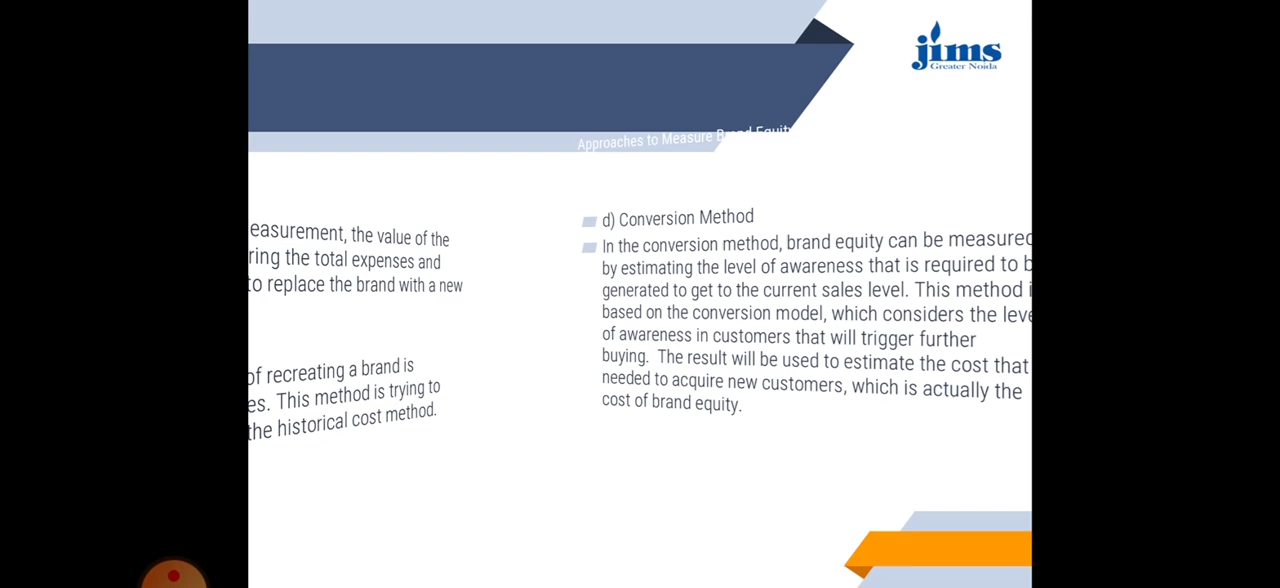 jims
Greater Noida
Approaches to Measure Brand Equity
easurement, the value of the
ring the total expenses and
to replace the brand with a new
of recreating a brand is
es. This method is trying to
the historical cost method.
d) Conversion Method
In the conversion method, brand equity can be measured
by estimating the level of awareness that is required to b
generated to get to the current sales level. This method i
based on the conversion model, which considers the leve
of awareness in customers that will trigger further
buying. The result will be used to estimate the cost that
needed to acquire new customers, which is actually the
cost of brand equity.